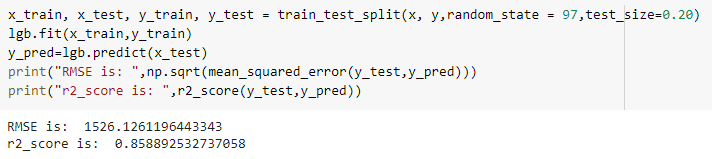 x_train, x_test, y_train, y_test = train_test_split(x, y,random_state = 97,test_size=0.20)
lgb.fit(x_train,y_train)
y_pred=lgb.predict(x_test)
print("RMSE is: ",np.sqrt(mean_squared_error(y_test,y_pred)))
print("r2_score is: ",r2_score(y_test,y_pred))
RMSE is:  1526.1261196443343
r2_score is:  0.858892532737058